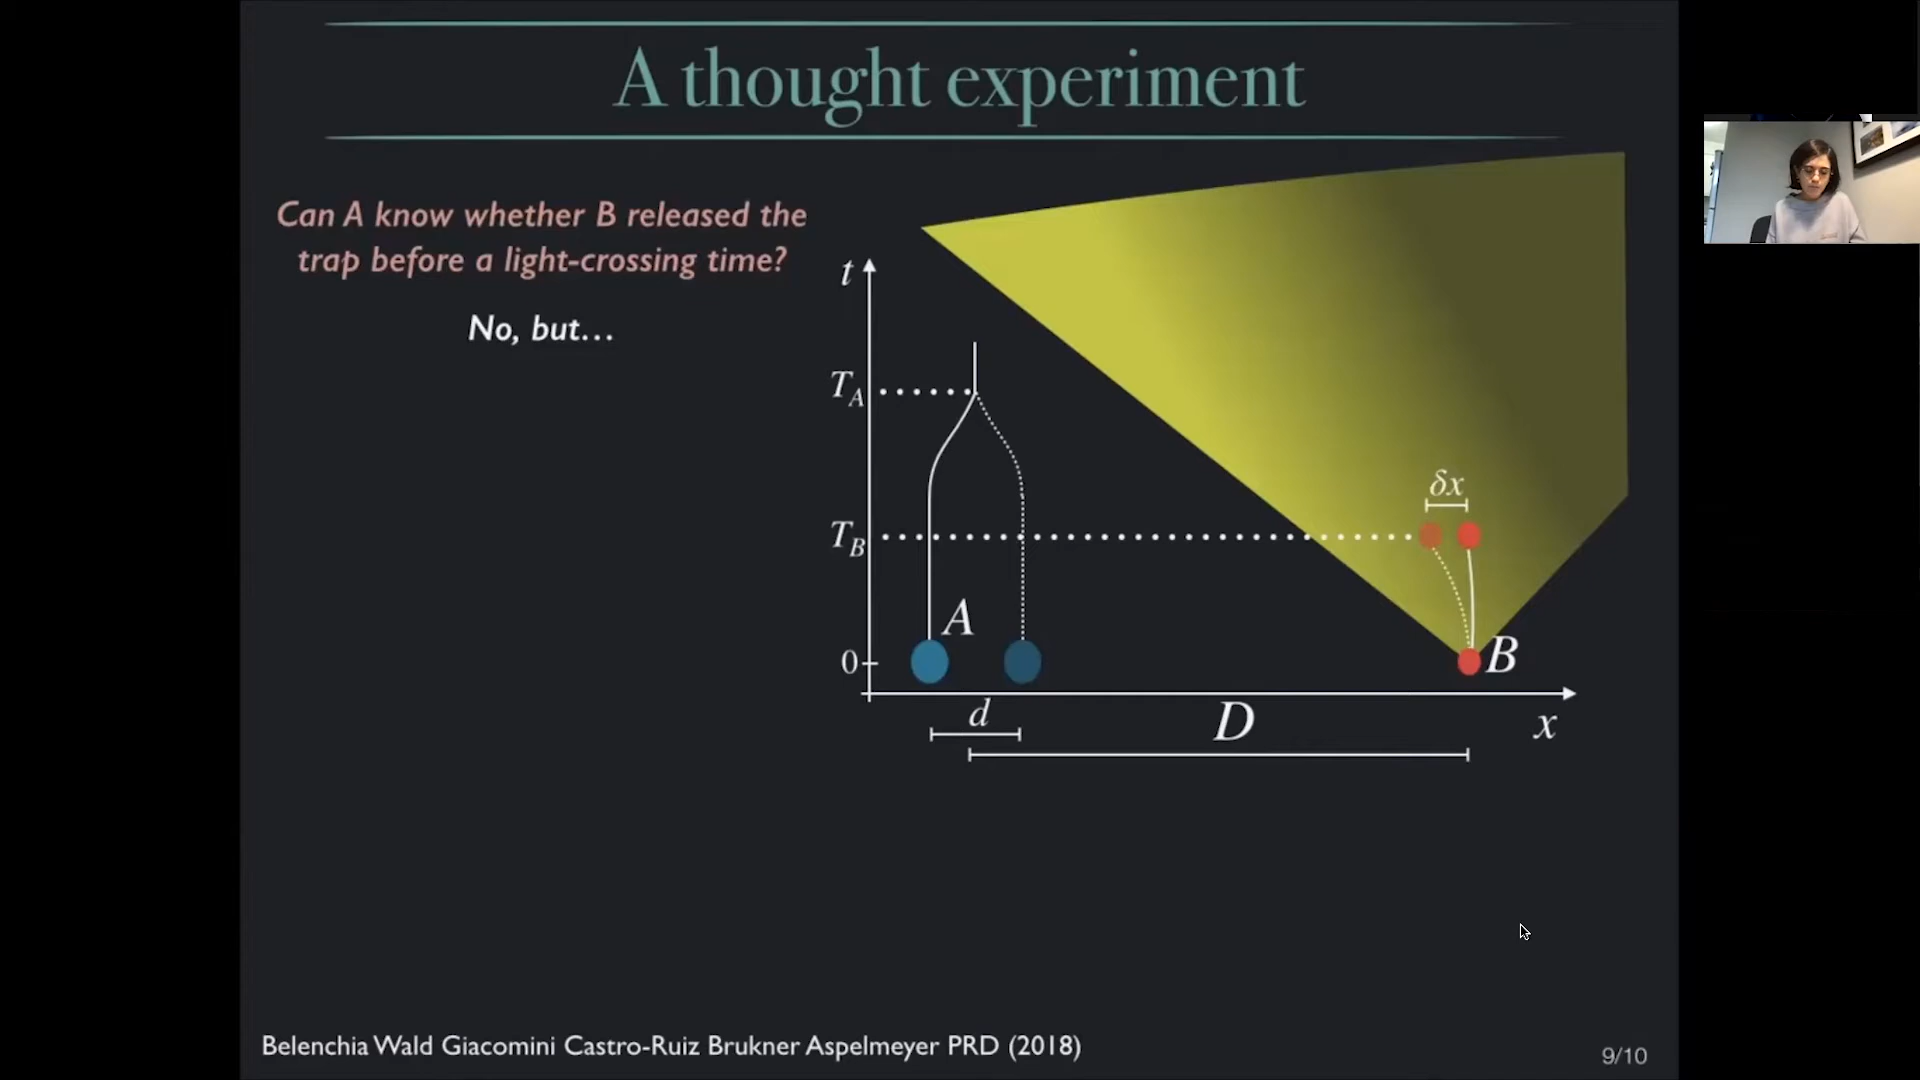 A thought experiment
Can A know whether B released the
trap before a light-crossing time?
No, but...
t
T_A
δx
T_B
A
0
B
d
D
x
Belenchia Wald Giacomini Castro-Ruiz Brukner Aspelmeyer PRD (2018)
9/10